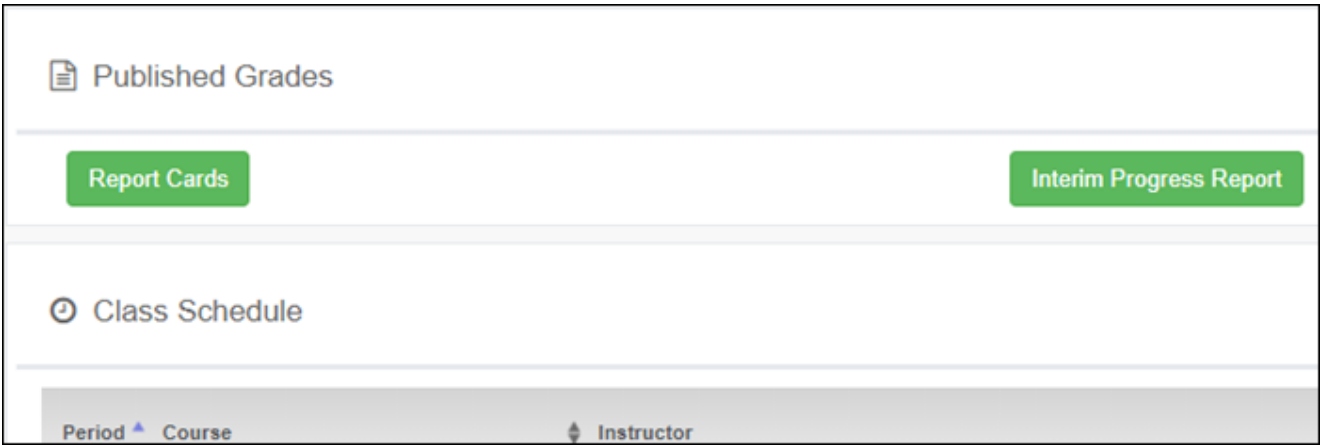 Published Grades
Report Cards Interim Progress Report
Class Schedule
Period Course Instructor